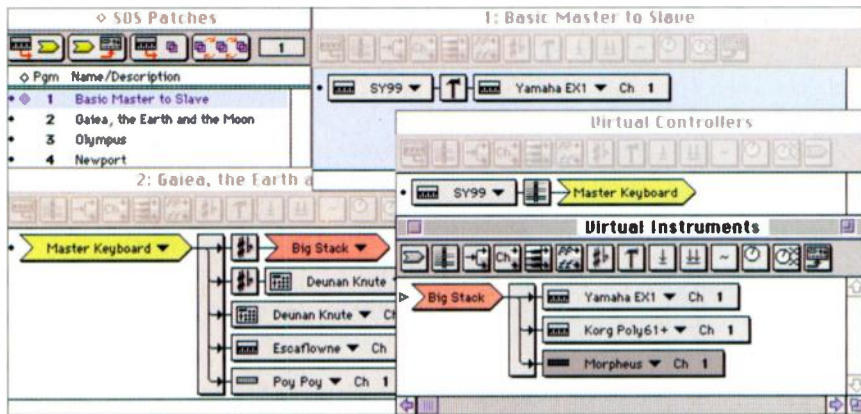 ◇ SOS Patches
1
◇ Pgm Name/Description
1 Basic Master to Slave
2 Gaiea, the Earth and the Moon
3 Olympus
4 Newport
1: Basic Master to Slave
SY99 ▼ Yamaha EX1 ▼ Ch 1
2: Gaiea, the Earth a
Master Keyboard ▼
Big Stack ▼
Deunan Knute
Deunan Knute ▼ Ch
Escaflowne ▼ Ch
Poy Poy ▼ Ch 1
Virtual Controllers
Ch
SY99 ▼ Master Keyboard
Virtual Instruments
Ch
Big Stack
Yamaha EX1 ▼ Ch 1
Korg Poly61+ ▼ Ch 1
Morpheus ▼ Ch 1